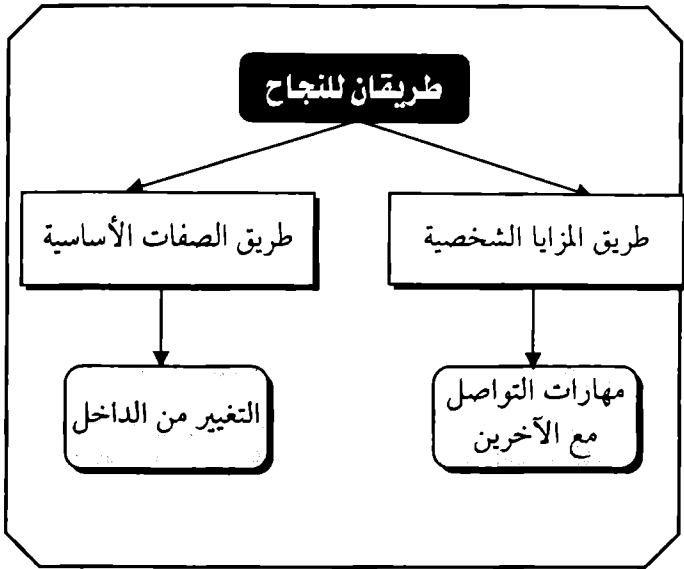 طريقان للنجاح
طريق المزايا الشخصية
طريق الصفات الأساسية
مهارات التواصل
مع الآخرين
التغيير من الداخل